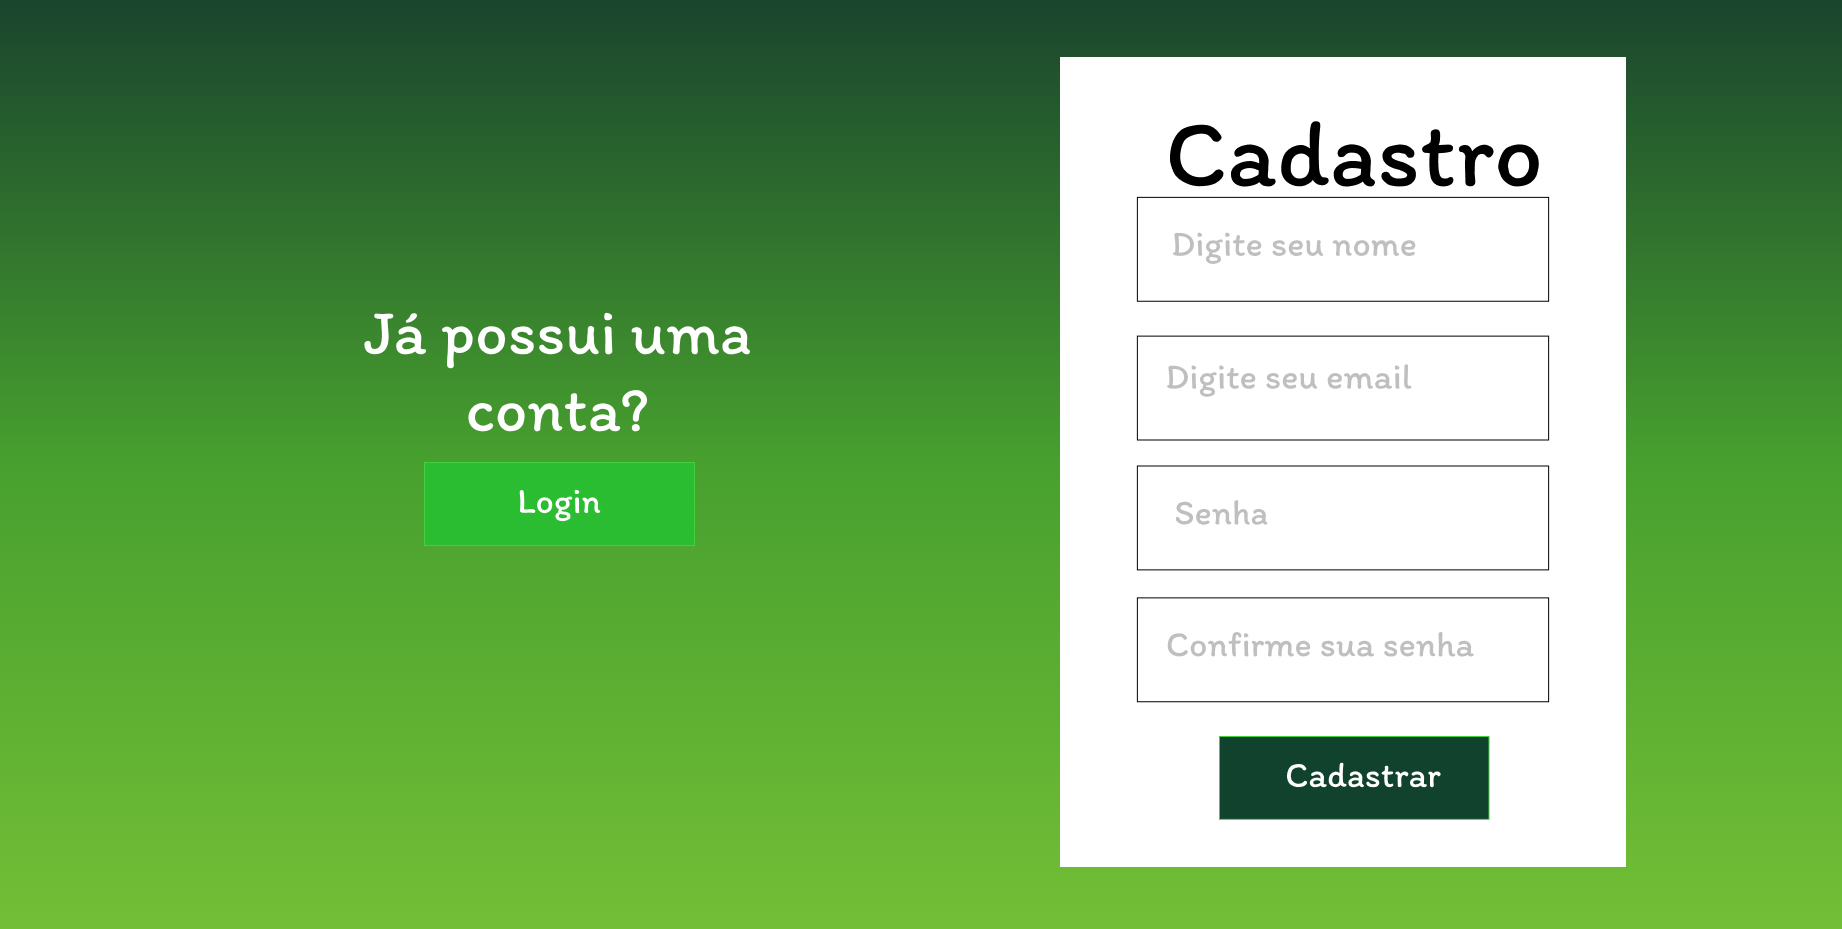 Já possui uma
conta?
Login
Cadastro
Digite seu nome
Digite seu email
Senha
Confirme sua senha
Cadastrar